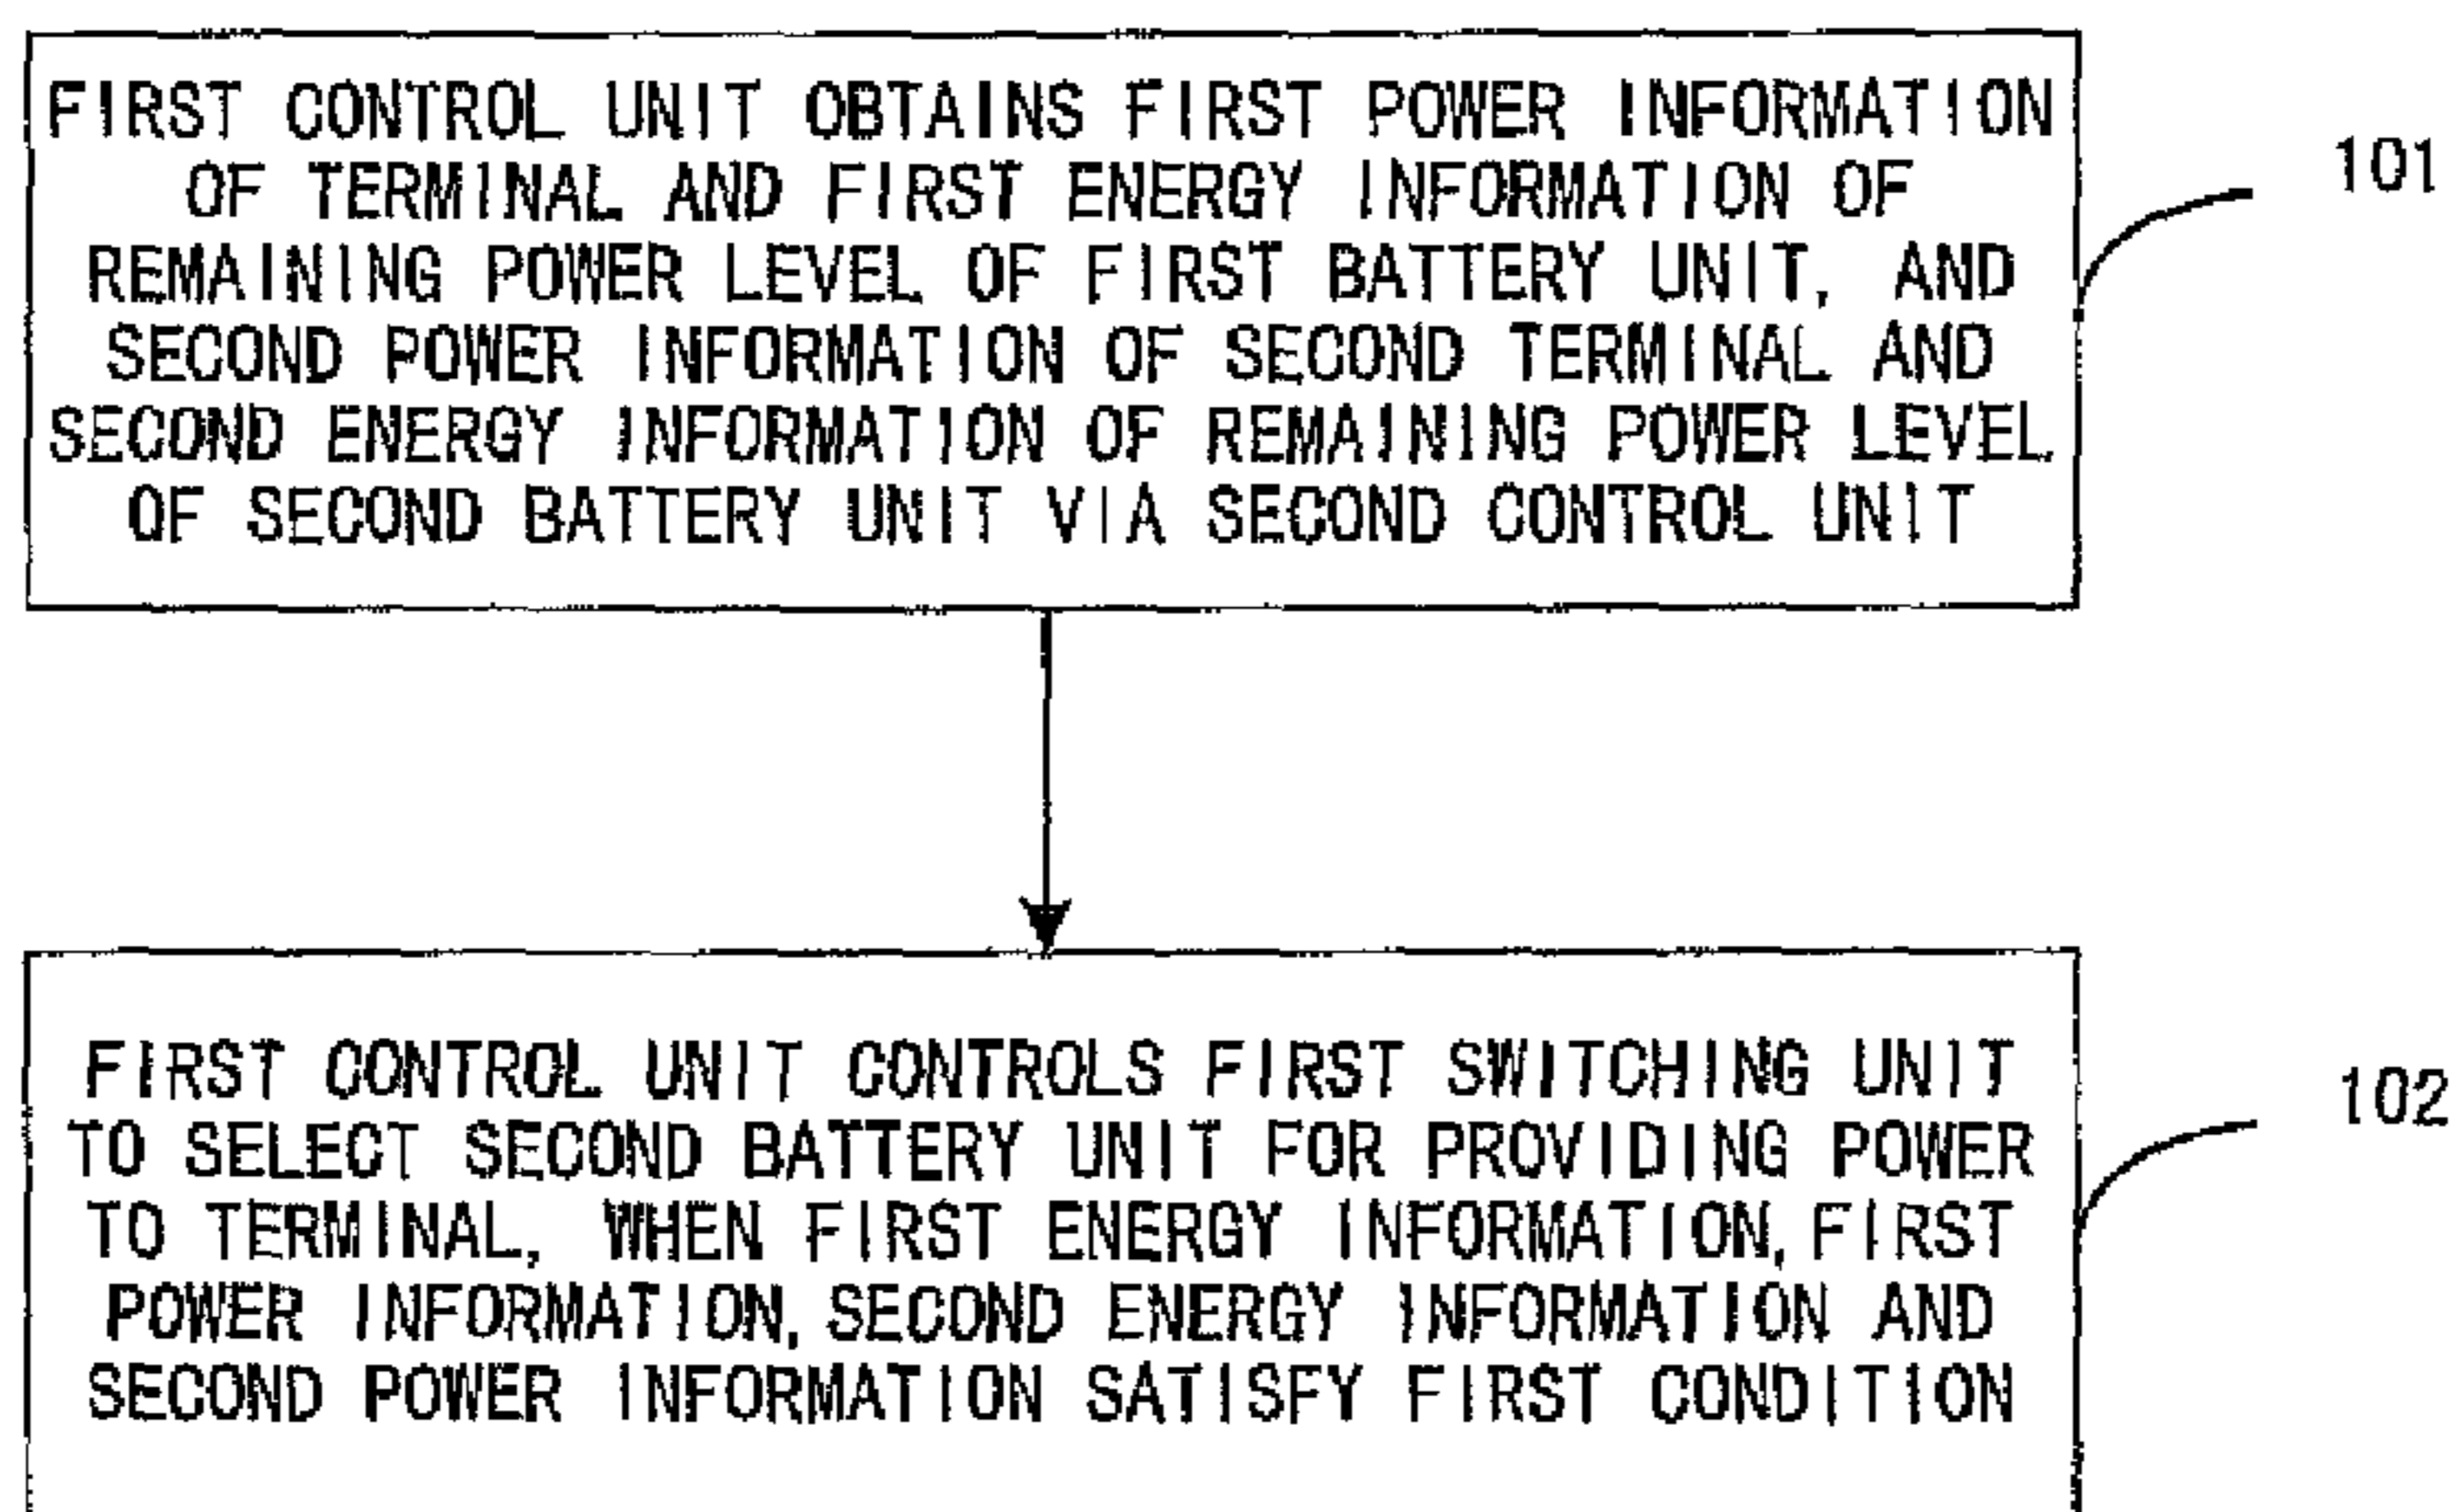 FIRST CONTROL UNIT OBTAINS FIRST POWER INFORMATION
OF TERMINAL AND FIRST ENERGY INFORMATION OF
REMAINING POWER LEVEL OF FIRST BATTERY UNIT, AND
SECOND POWER INFORMATION OF SECOND TERMINAL AND
SECOND ENERGY INFORMATION OF REMAINING POWER LEVEL
OF SECOND BATTERY UNIT VIA SECOND CONTROL UNIT
101
FIRST CONTROL UNIT CONTROLS FIRST SWITCHING UNIT
TO SELECT SECOND BATTERY UNIT FOR PROVIDING POWER
TO TERMINAL, WHEN FIRST ENERGY INFORMATION, FIRST
POWER INFORMATION, SECOND ENERGY INFORMATION AND
SECOND POWER INFORMATION SATISFY FIRST CONDITION
102